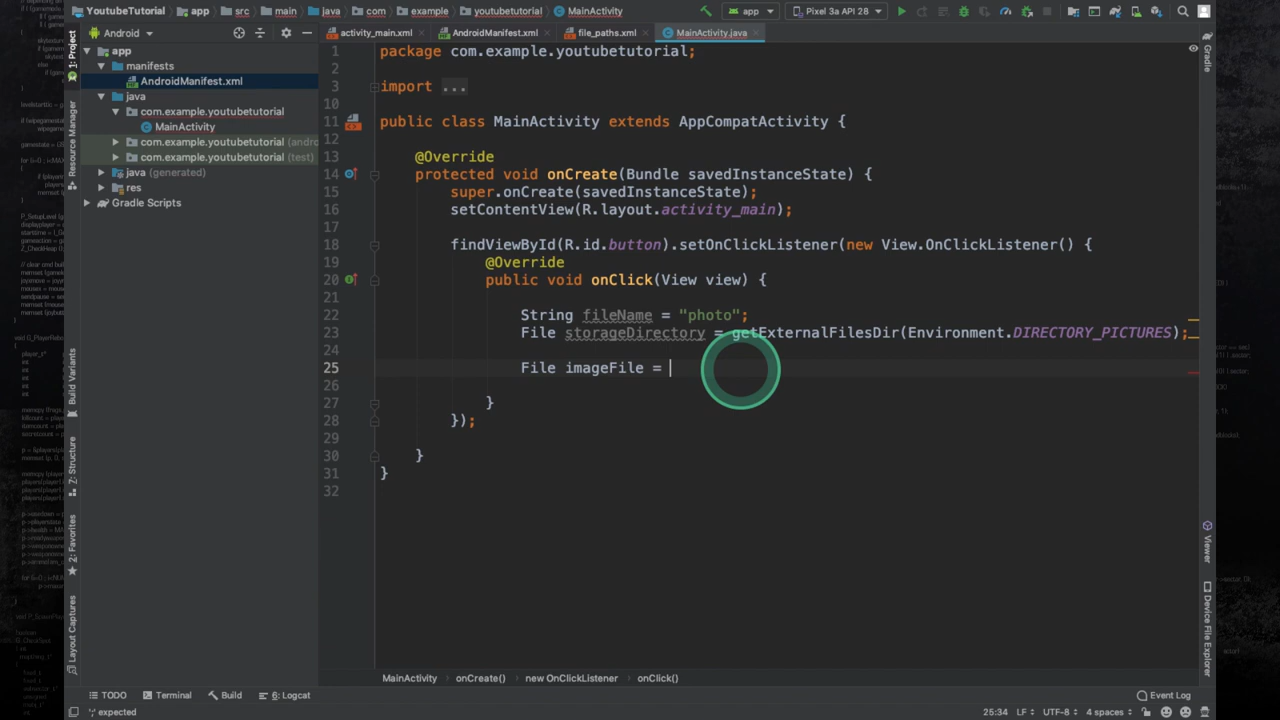 YoutubeTutorial app src main java com example youtubetutorial MainActivity app Pixel 3a API 28
Android
activity_main.xml AndroidManifest.xml file_paths.xml MainActivity.java
1: Project
Resource Manager
Build Variants
Z: Structure
2: Favorites
Layout Captures
app
manifests
AndroidManifest.xml
java
com.example.youtubetutorial
MainActivity
com.example.youtubetutorial (andro
com.example.youtubetutorial (test)
java (generated)
res
Gradle Scripts
1 package com.example.youtubetutorial;
2
3 import ...
10
11 public class MainActivity extends AppCompatActivity {
12
13 @Override
14 protected void onCreate(Bundle savedInstanceState) {
15 super.onCreate(savedInstanceState);
16 setContentView(R.layout.activity_main);
17
18 findViewById(R.id.button).setOnClickListener(new View.OnClickListener() {
19 @Override
20 public void onClick(View view) {
21
22 String fileName = "photo";
23 File storageDirectory = getExternalFilesDir(Environment.DIRECTORY_PICTURES);
24
25 File imageFile =
26
27 }
28 });
29
30 }
31 }
32
Gradle
Viewer
Device File Explorer
MainActivity onCreate() new OnClickListener onClick()
TODO Terminal Build 6: Logcat Event Log
';' expected 25:34 LF UTF-8 4 spaces